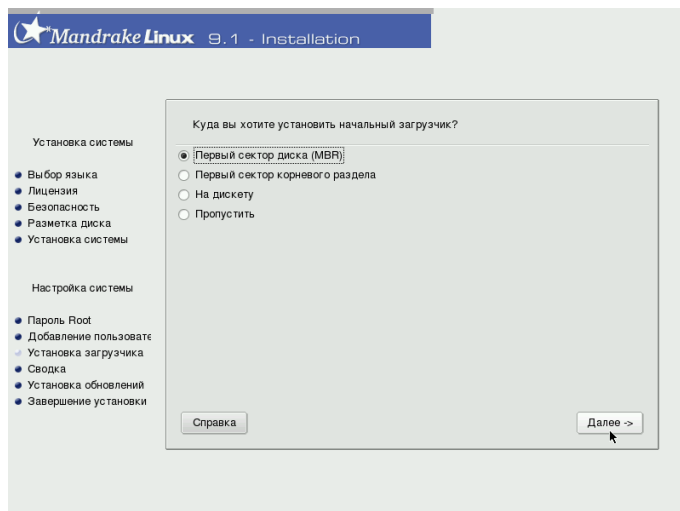 Mandrake Linux 9.1 - Installation
Куда вы хотите установить начальный загрузчик?
Первый сектор диска (MBR)
Первый сектор корневого раздела
На дискету
Пропустить
Установка системы
Выбор языка
Лицензия
Безопасность
Разметка диска
Установка системы
Настройка системы
Пароль Root
Добавление пользовате
Установка загрузчика
Сводка
Установка обновлений
Завершение установки
Справка
Далее ->